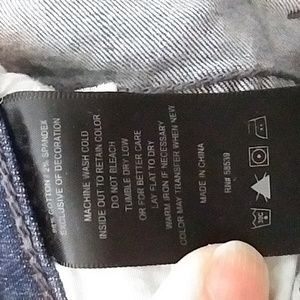 COTTON 2% SPANDEX
EXCLUSIVE OF DECORATION
MACHINE WASH COLD
INSIDE OUT TO RETAIN COLOR
DO NOT BLEACH
TUMBLE DRY LOW
OR FOR BETTER CARE
LAY FLAT TO DRY
WARM IRON IF NECESSARY
COLOR MAY TRANSFER WHEN NEW
MADE IN CHINA